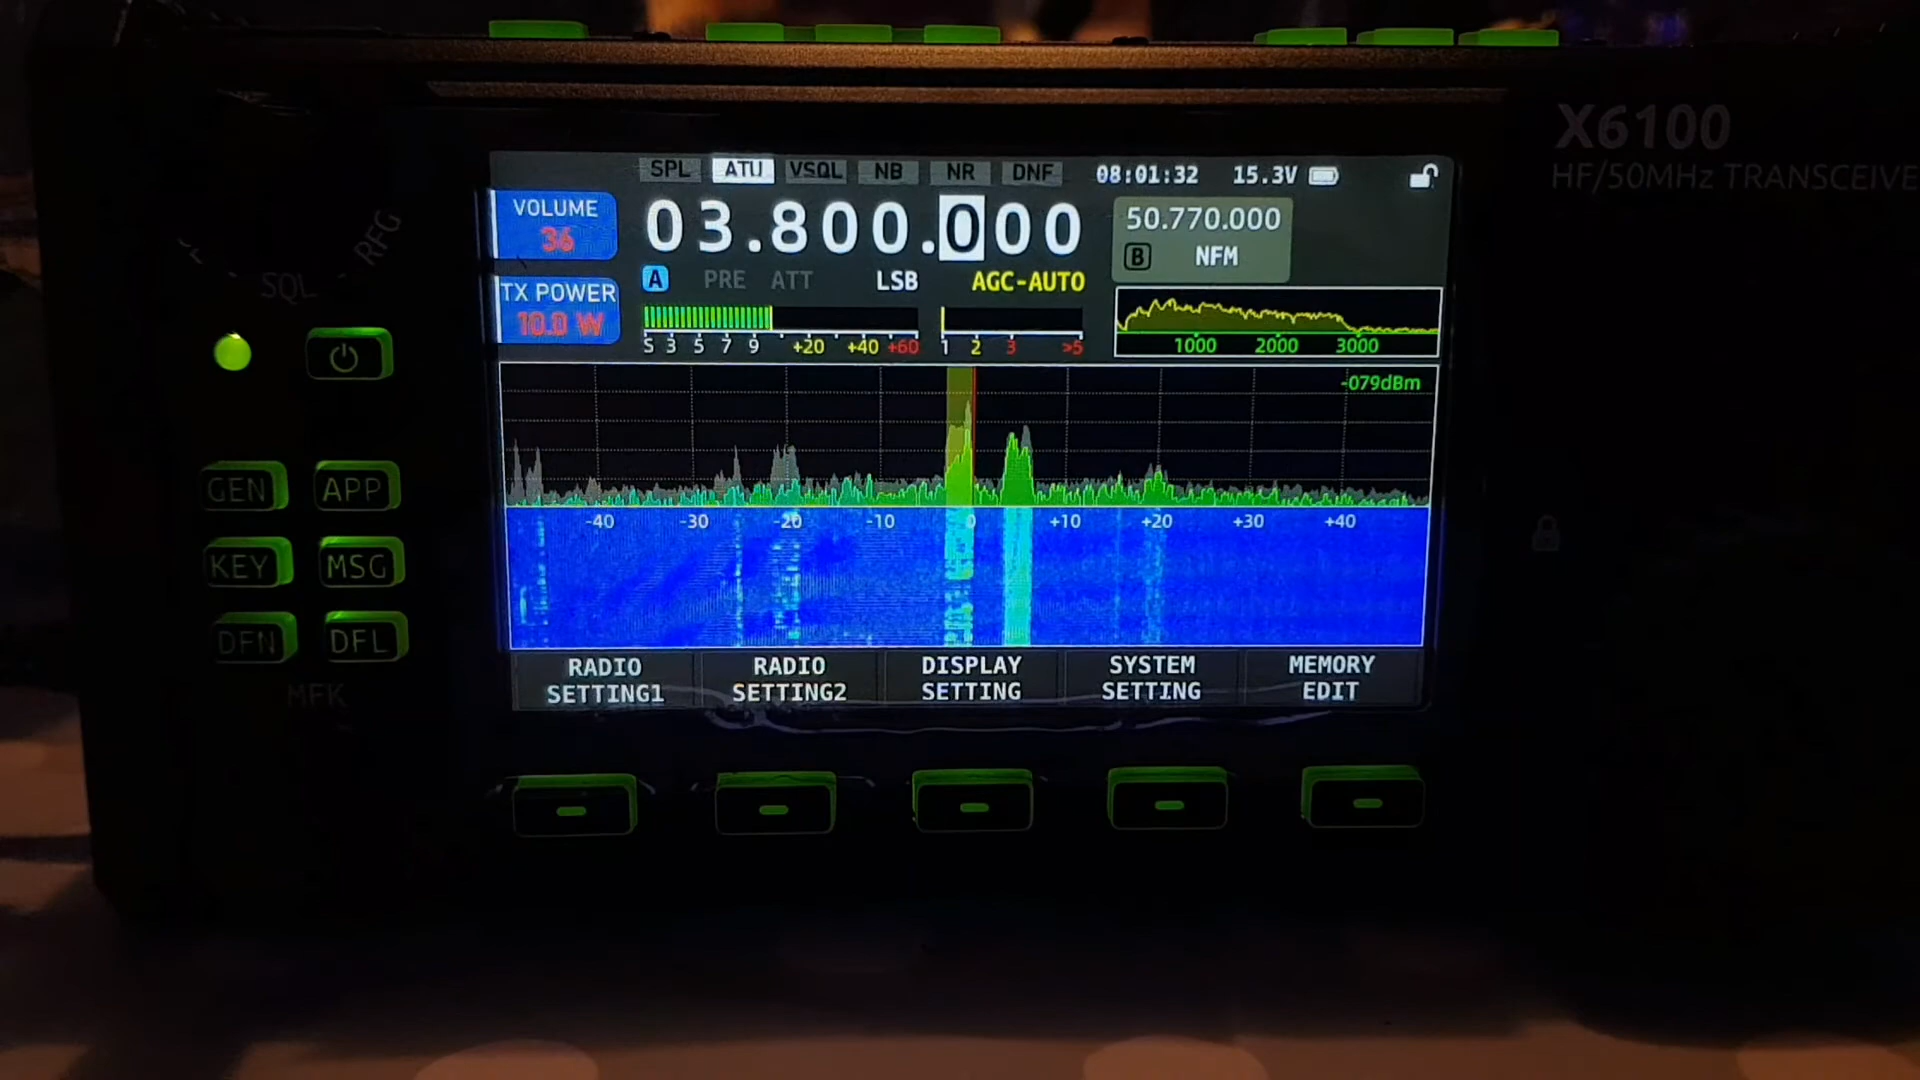 X6100
HF/50MHz TRANSCEIVE
SPL ATU VSQL NB NR DNF 08:01:32 15.3V
VOLUME
36
03.800.000
50.770.000
B NFM
A PRE ATT LSB AGC-AUTO
TX POWER
10.0 W
S 3 5 7 9 +20 +40 +60
1 2 3 >5
1000 2000 3000
-079dBm
-40 -30 -20 -10 0 +10 +20 +30 +40
RADIO SETTING1
RADIO SETTING2
DISPLAY SETTING
SYSTEM SETTING
MEMORY EDIT
SQL RFG
GEN APP
KEY MSG
DFN DFL
MFK